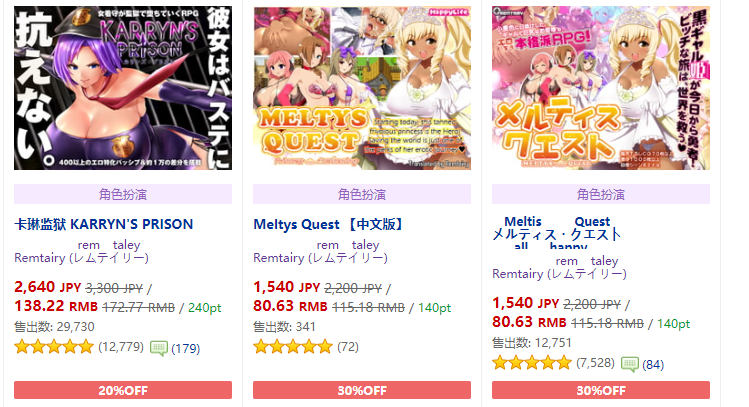 女看守が監獄で堕ちていくRPG
KARRYN'S
PRISON
彼女はバステに
抗えない。
400以上のエロ特化パッシブ&約1万の差分を搭載
角色扮演
卡琳监狱 KARRYN'S PRISON
rem taley
Remtairy (レムテイリー)
2,640 JPY 3,300 JPY /
138.22 RMB 172.77 RMB / 240pt
售出数: 29,730
(12,779) (179)
20%OFF
HappyLife
MELTYS
QUEST
Starting today, this tanned,
frivolous princess is the Hero!
Saving the world is just one of
the perks of her erotic journey♥
Translated by Remtairy
角色扮演
Meltys Quest 【中文版】
rem taley
Remtairy (レムテイリー)
1,540 JPY 2,200 JPY /
80.63 RMB 115.18 RMB / 140pt
售出数: 341
(72)
30%OFF
REMTAIRY
エロ本格派RPG!
黒ギャル姫が今日から勇者!
ビッチな旅は世界を救う♥
メルティス
クエスト
MELTYS QUEST
角色扮演
Meltis Quest
メルティス・クエスト
all happy
rem taley
Remtairy (レムテイリー)
1,540 JPY 2,200 JPY /
80.63 RMB 115.18 RMB / 140pt
售出数: 12,751
(7,528) (84)
30%OFF